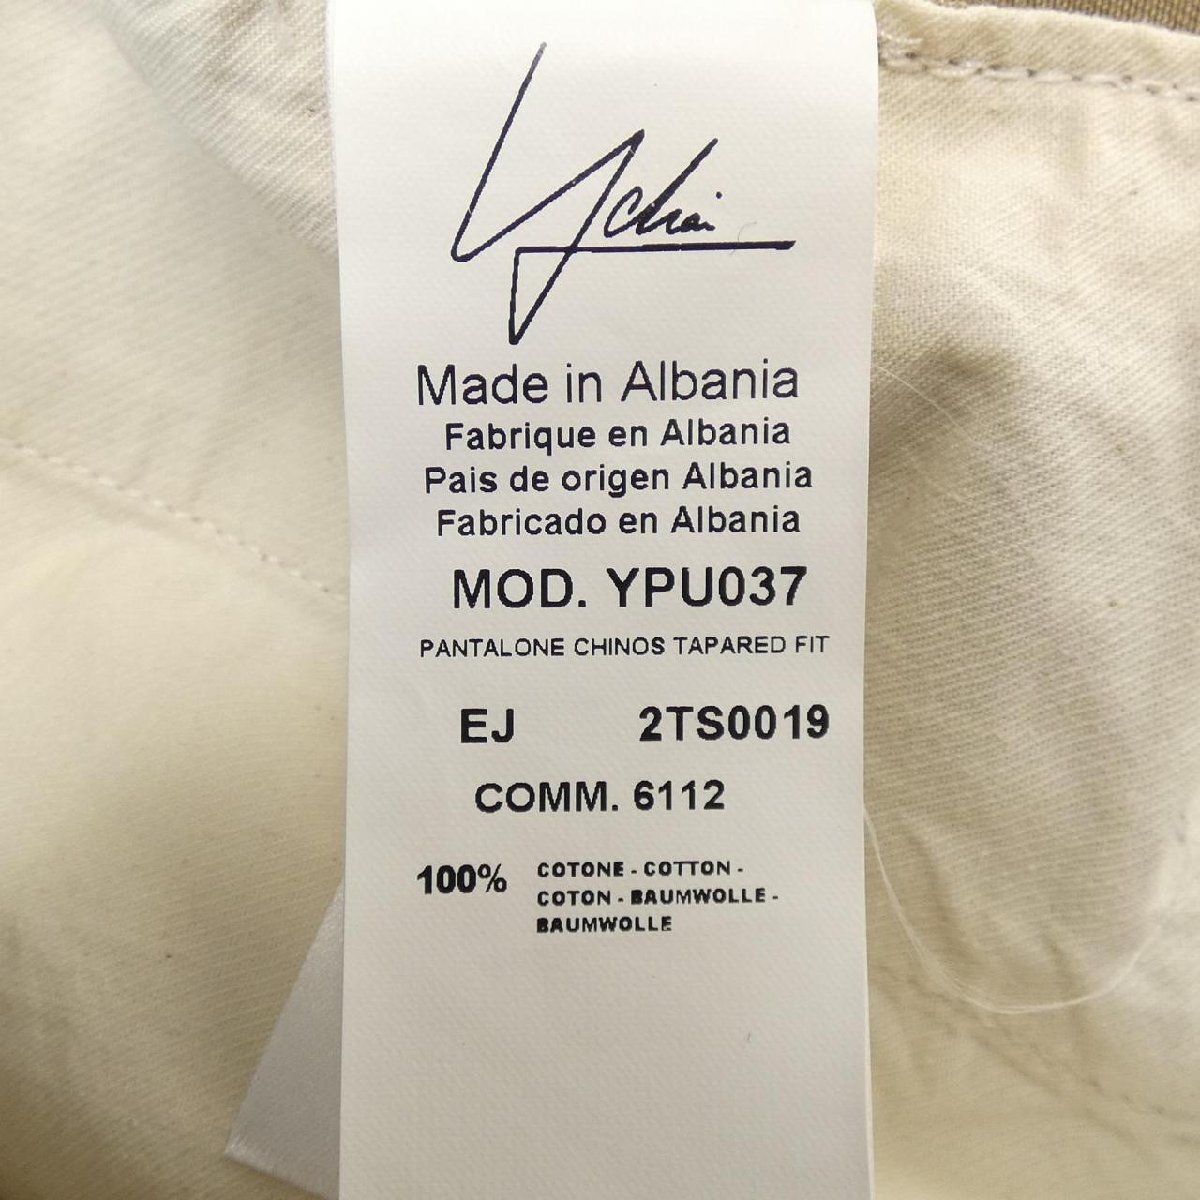 Ychai
Made in Albania
Fabrique en Albania
Pais de origen Albania
Fabricado en Albania
MOD. YPU037
PANTALONE CHINOS TAPARED FIT
EJ 2TS0019
COMM. 6112
100% COTONE - COTTON -
COTON - BAUMWOLLE -
BAUMWOLLE